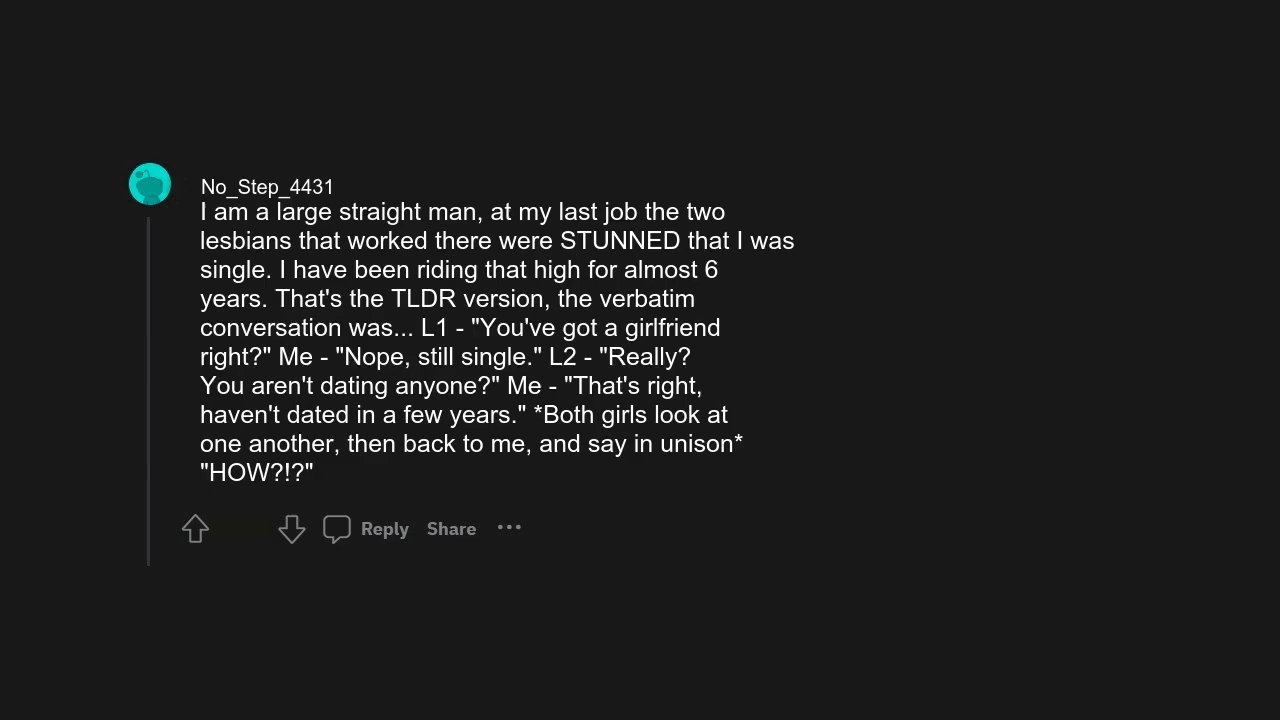 No_Step_4431
I am a large straight man, at my last job the two
lesbians that worked there were STUNNED that I was
single. I have been riding that high for almost 6
years. That's the TLDR version, the verbatim
conversation was... L1 - "You've got a girlfriend
right?" Me - "Nope, still single." L2 - "Really?
You aren't dating anyone?" Me - "That's right,
haven't dated in a few years." *Both girls look at
one another, then back to me, and say in unison*
"HOW?!?"
Reply Share